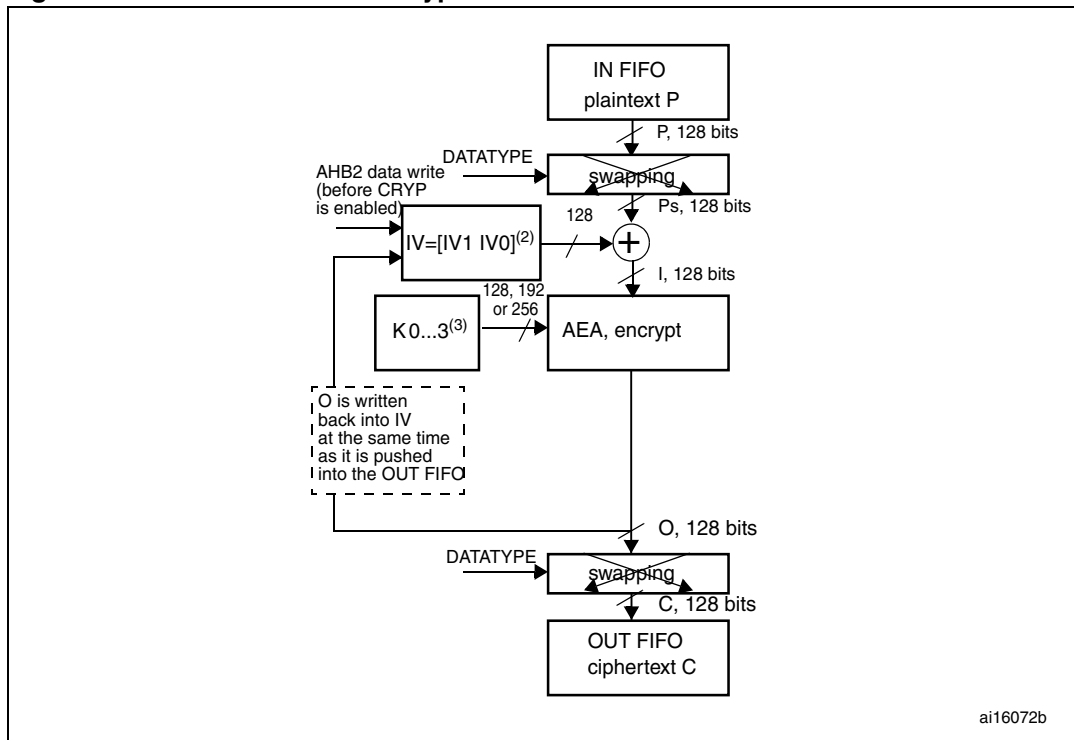 IN FIFO
plaintext P
P, 128 bits
DATATYPE
swapping
AHB2 data write
(before CRYP
is enabled)
Ps, 128 bits
IV=[IV1 IV0](2)
128
+
I, 128 bits
128, 192
or 256
K 0...3(3)
AEA, encrypt
O is written
back into IV
at the same time
as it is pushed
into the OUT FIFO
O, 128 bits
DATATYPE
swapping
C, 128 bits
OUT FIFO
ciphertext C
ai16072b